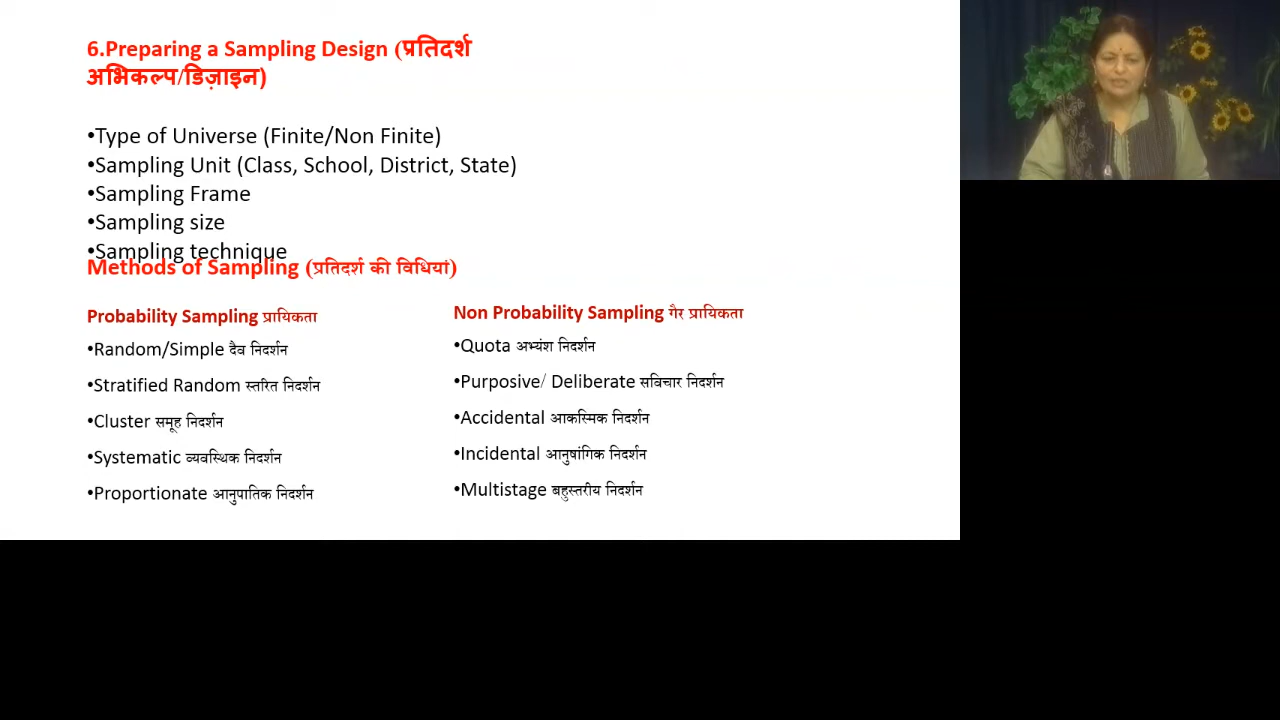 6.Preparing a Sampling Design (प्रतिदर्श
अभिकल्प/डिज़ाइन)
•Type of Universe (Finite/Non Finite)
•Sampling Unit (Class, School, District, State)
•Sampling Frame
•Sampling size
•Sampling technique
Methods of Sampling (प्रतिदर्श की विधियां)
Probability Sampling प्रायिकता
•Random/Simple दैव निदर्शन
•Stratified Random स्तरित निदर्शन
•Cluster समूह निदर्शन
•Systematic व्यवस्थिक निदर्शन
•Proportionate आनुपातिक निदर्शन
Non Probability Sampling गैर प्रायिकता
•Quota अभ्यंश निदर्शन
•Purposive/ Deliberate सविचार निदर्शन
•Accidental आकस्मिक निदर्शन
•Incidental आनुषांगिक निदर्शन
•Multistage बहुस्तरीय निदर्शन